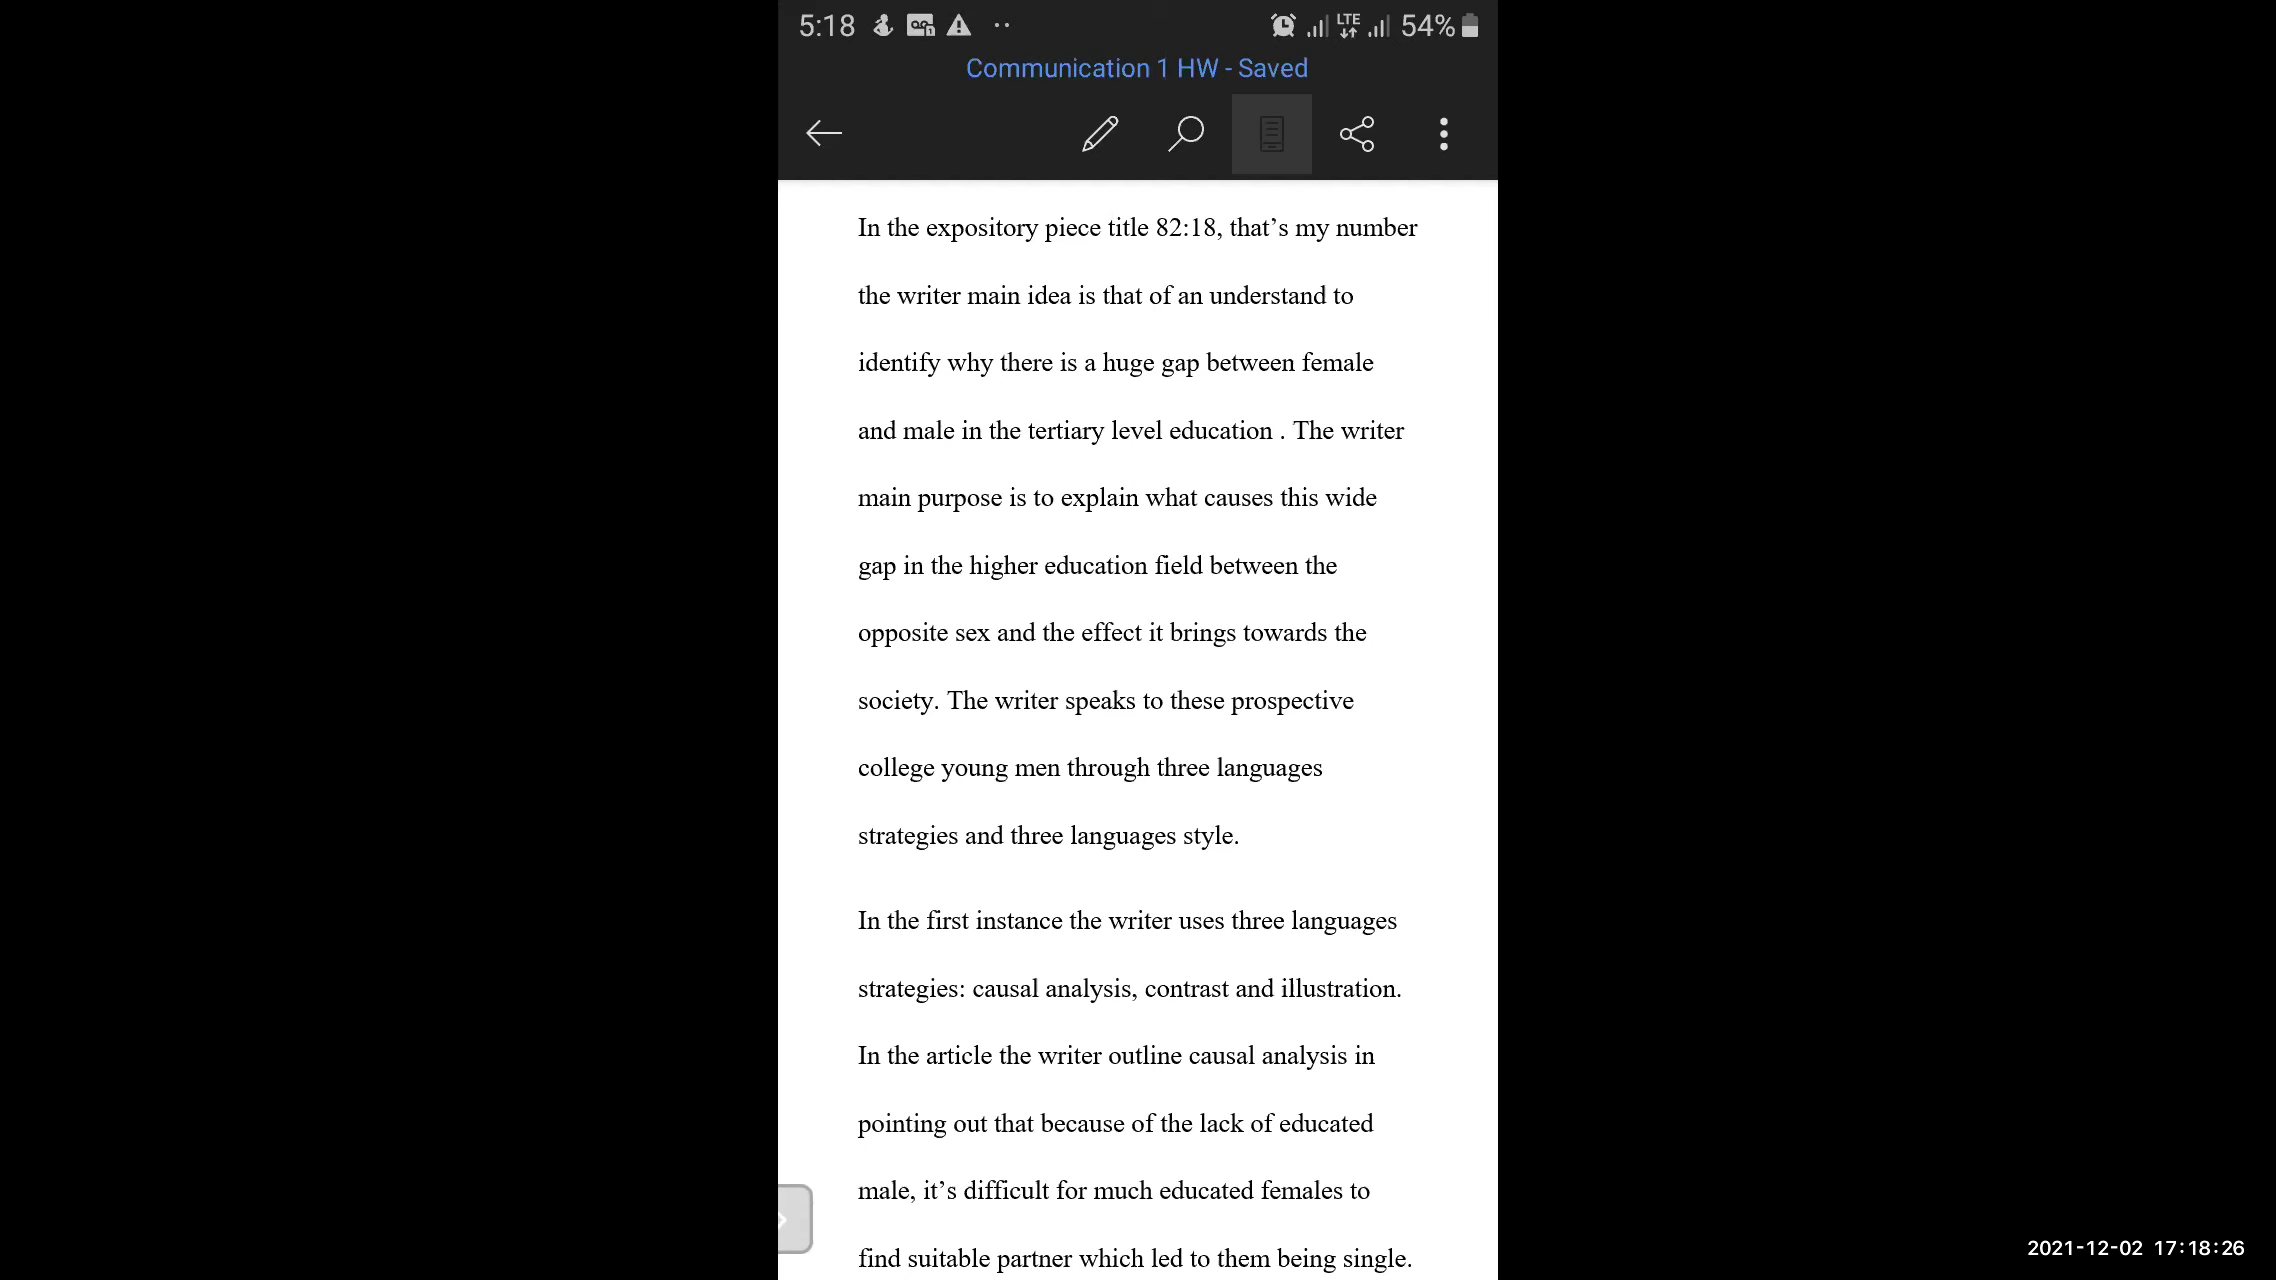 5:18
LTE
54%
Communication 1 HW - Saved
In the expository piece title 82:18, that’s my number
the writer main idea is that of an understand to
identify why there is a huge gap between female
and male in the tertiary level education . The writer
main purpose is to explain what causes this wide
gap in the higher education field between the
opposite sex and the effect it brings towards the
society. The writer speaks to these prospective
college young men through three languages
strategies and three languages style.
In the first instance the writer uses three languages
strategies: causal analysis, contrast and illustration.
In the article the writer outline causal analysis in
pointing out that because of the lack of educated
male, it’s difficult for much educated females to
find suitable partner which led to them being single.
2021-12-02 17:18:26